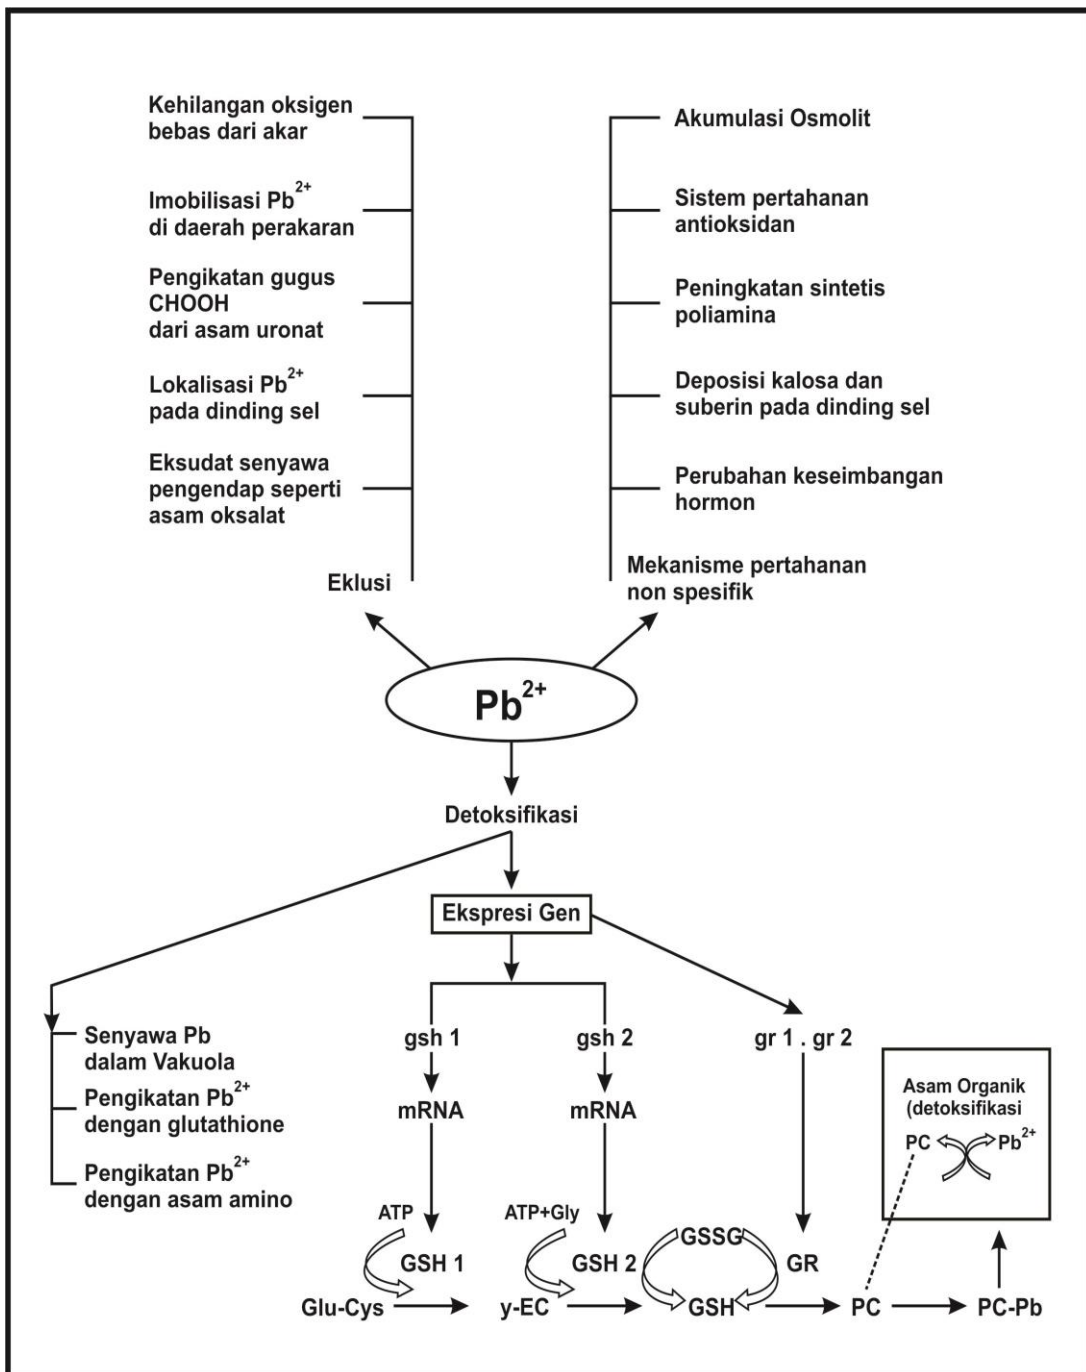 Kehilangan oksigen
bebas dari akar
Imobilisasi Pb²⁺
di daerah perakaran
Pengikatan gugus
CHOOH
dari asam uronat
Lokalisasi Pb²⁺
pada dinding sel
Eksudat senyawa
pengendap seperti
asam oksalat
Eklusi
Akumulasi Osmolit
Sistem pertahanan
antioksidan
Peningkatan sintetis
poliamina
Deposisi kalosa dan
suberin pada dinding sel
Perubahan keseimbangan
hormon
Mekanisme pertahanan
non spesifik
Pb²⁺
Detoksifikasi
Ekspresi Gen
Senyawa Pb
dalam Vakuola
Pengikatan Pb²⁺
dengan glutathione
Pengikatan Pb²⁺
dengan asam amino
gsh 1
gsh 2
gr 1 . gr 2
mRNA
mRNA
Asam Organik
(detoksifikasi
PC
Pb²⁺
ATP
ATP+Gly
GSSG
GSH 1
GSH 2
GR
Glu-Cys
y-EC
GSH
PC
PC-Pb